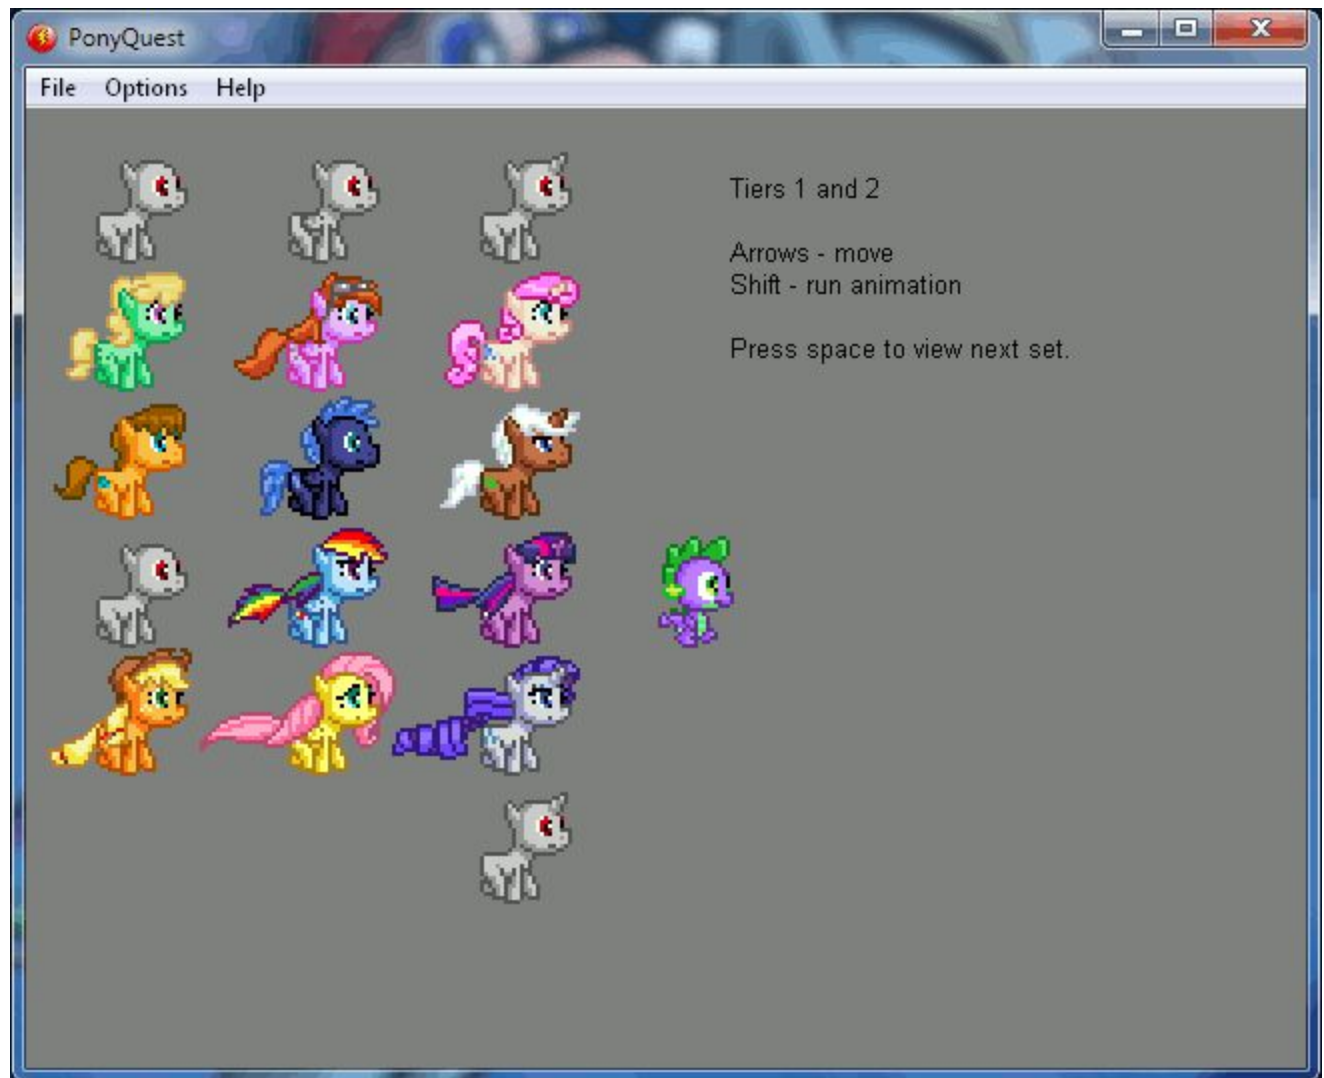 PonyQuest
File Options Help
Tiers 1 and 2
Arrows - move
Shift - run animation
Press space to view next set.